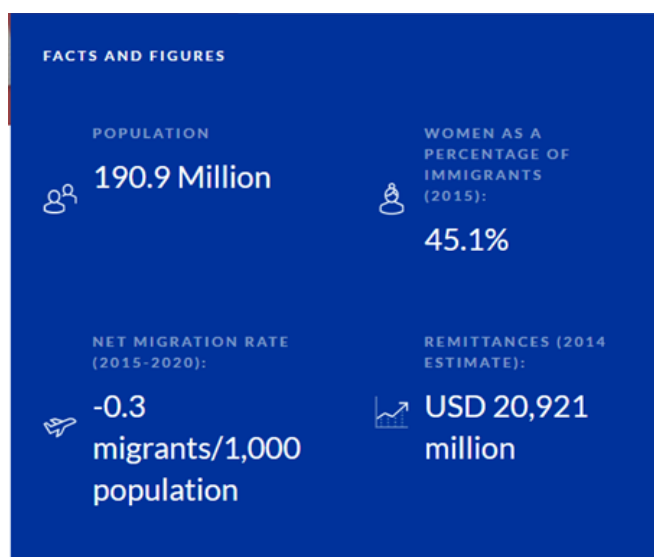 FACTS AND FIGURES
POPULATION
190.9 Million
WOMEN AS A
PERCENTAGE OF
IMMIGRANTS
(2015):
45.1%
NET MIGRATION RATE
(2015-2020):
-0.3
migrants/1,000
population
REMITTANCES (2014
ESTIMATE):
USD 20,921
million